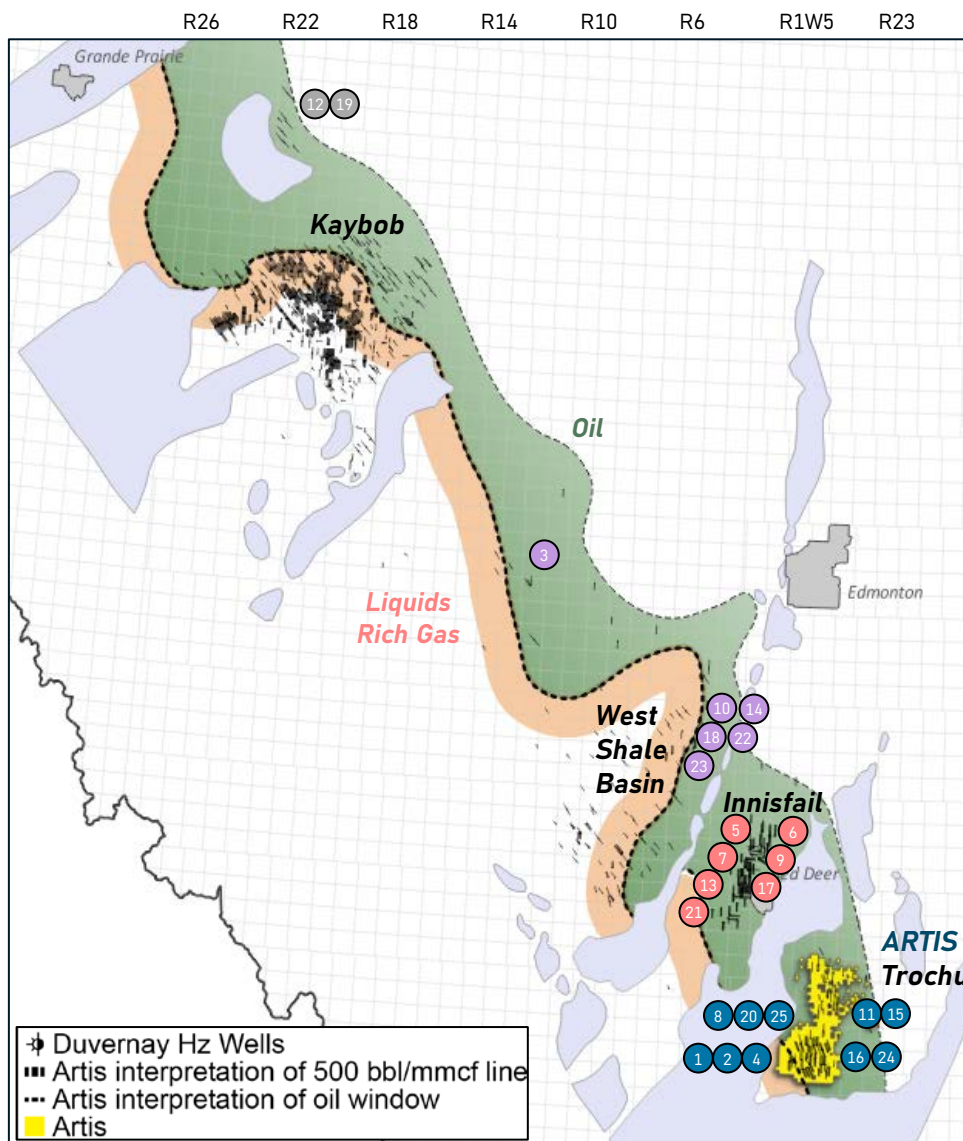 R26 R22 R18 R14 R10 R6 R1W5 R23
Grande Prairie
12 19
Kaybob
Oil
3
Edmonton
Liquids
Rich Gas
West
Shale
Basin
10 14
18 22
23
Innisfail
5 6
7 9
ed Deer
13 17
21
ARTIS
Trochu
8 20 25 11 15
1 2 4 16 24
Duvernay Hz Wells
Artis interpretation of 500 bbl/mmcf line
Artis interpretation of oil window
Artis